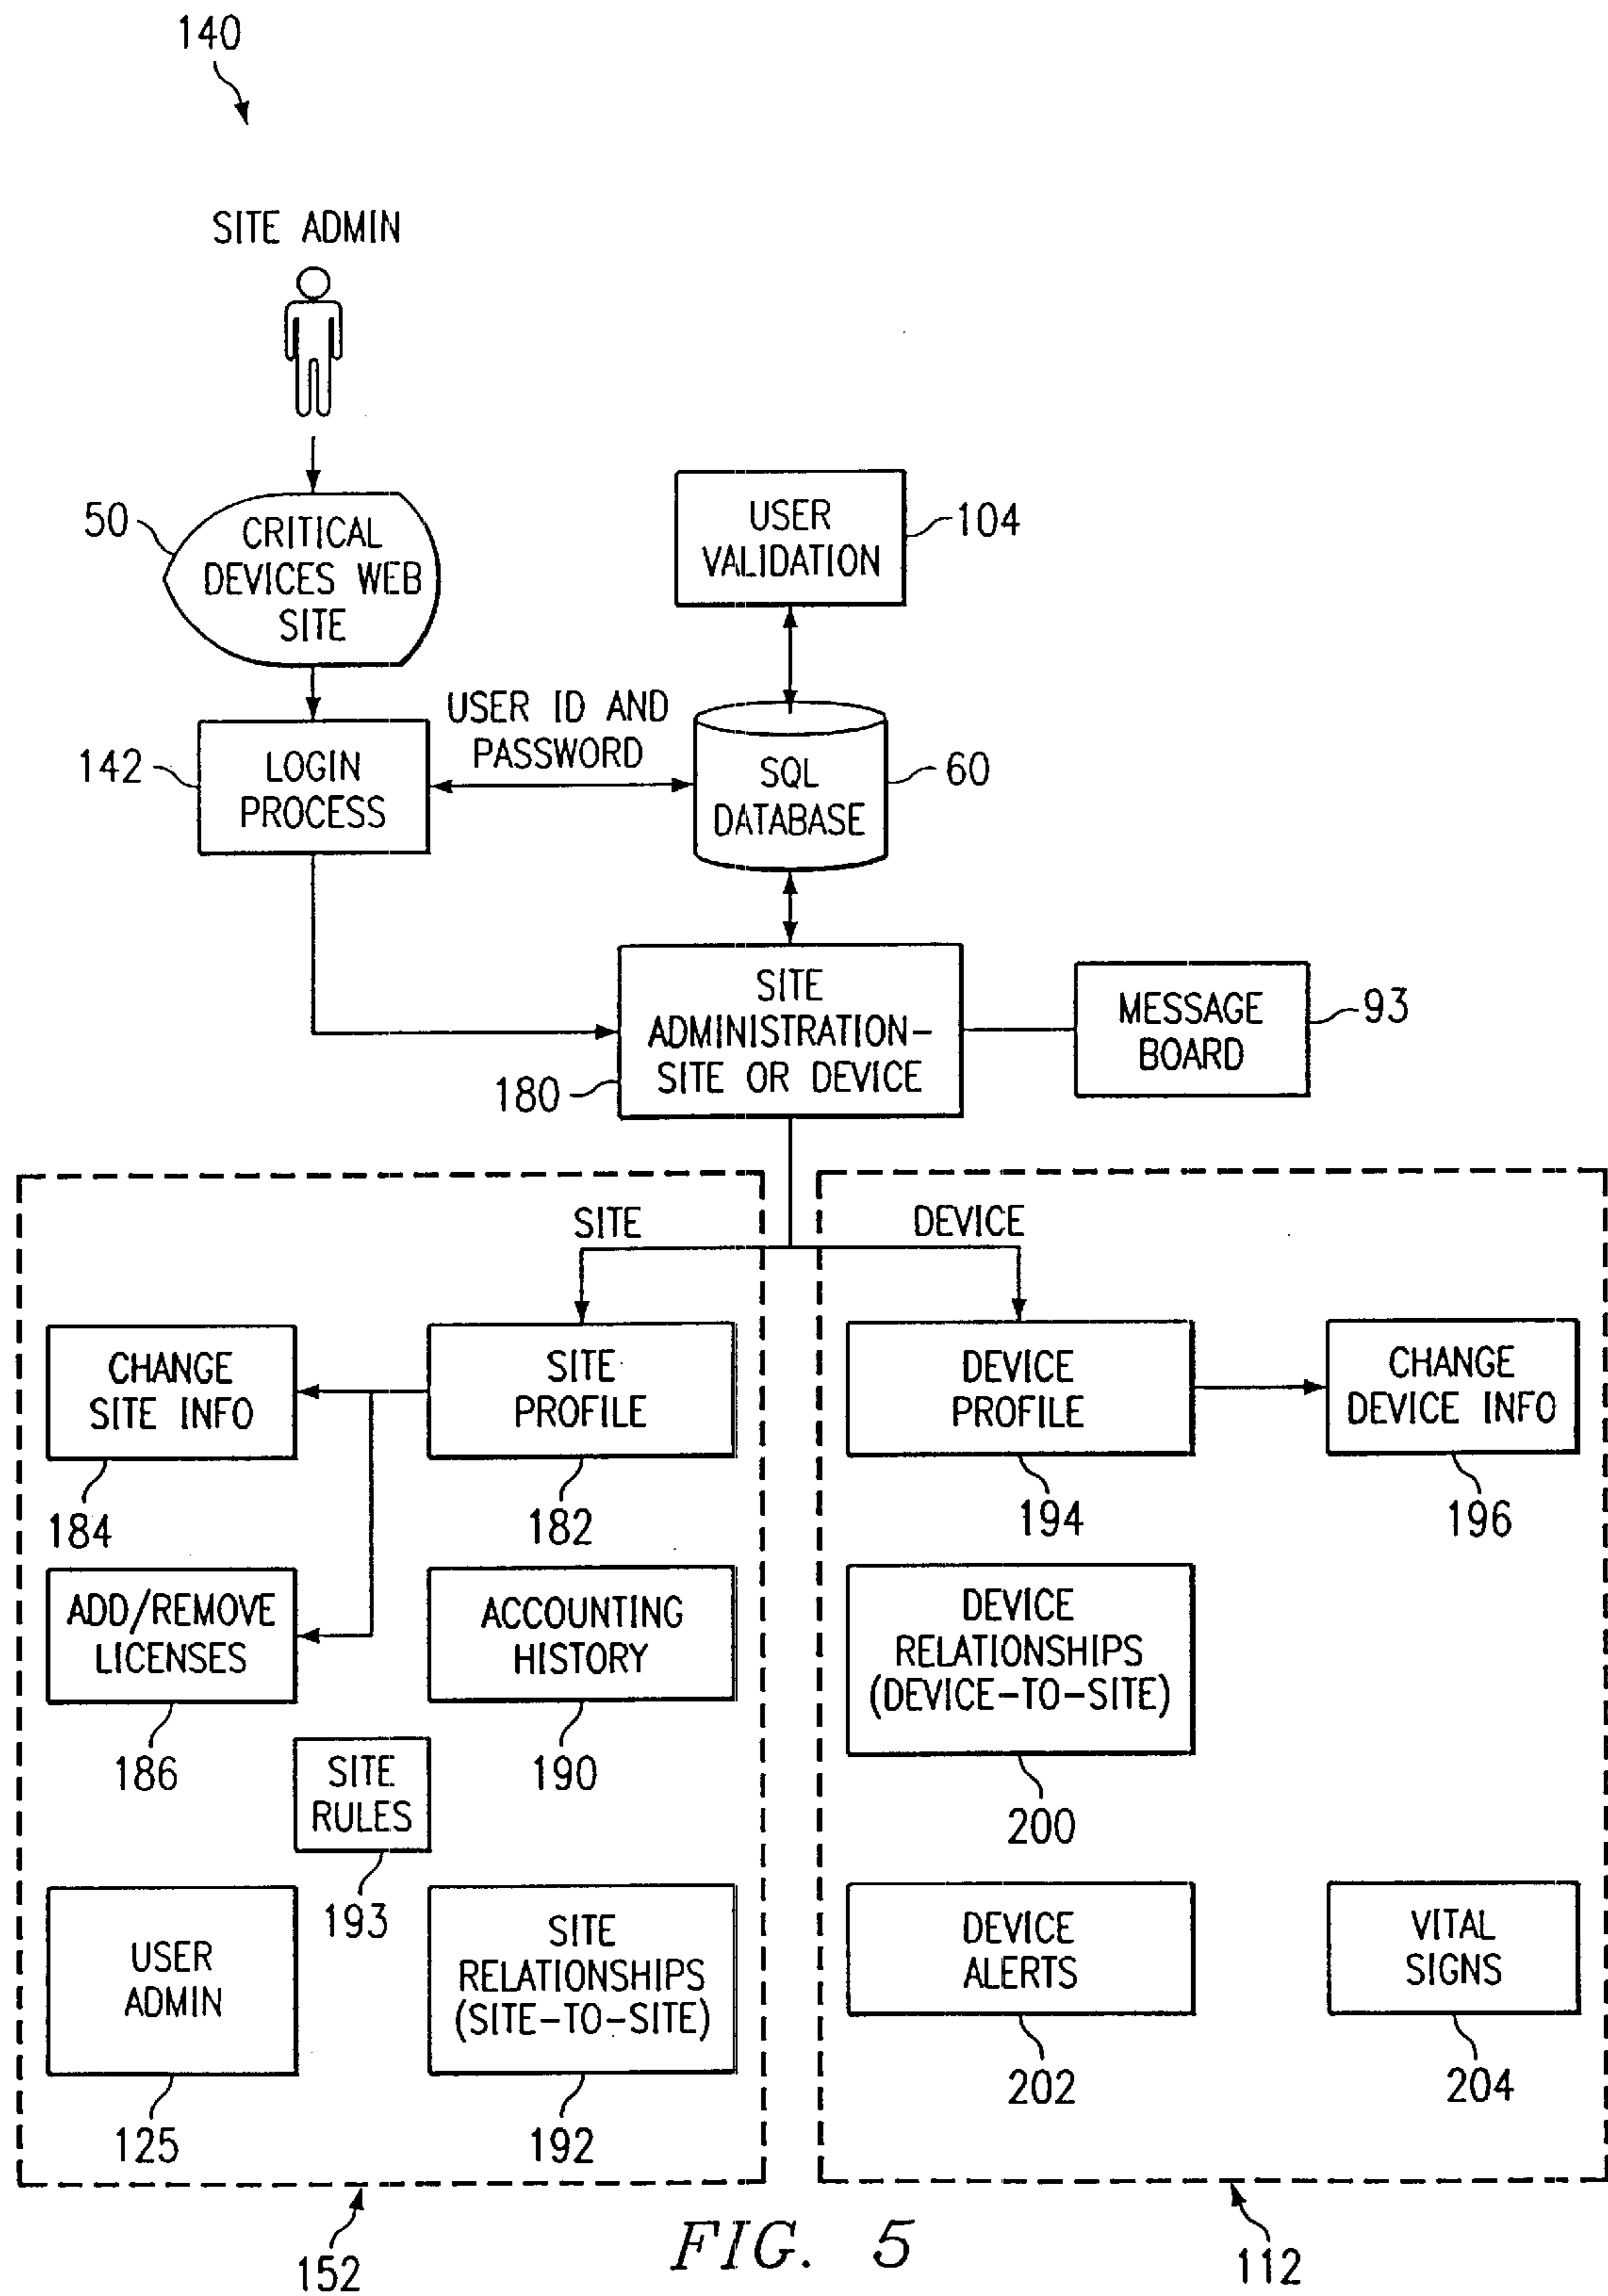 140
SITE ADMIN
50
CRITICAL
DEVICES WEB
SITE
USER
VALIDATION
104
142
LOGIN
PROCESS
USER ID AND
PASSWORD
SQL
DATABASE
60
SITE
ADMINISTRATION-
SITE OR DEVICE
180
MESSAGE
BOARD
93
SITE
DEVICE
CHANGE
SITE INFO
184
SITE
PROFILE
182
DEVICE
PROFILE
194
CHANGE
DEVICE INFO
196
ADD/REMOVE
LICENSES
186
ACCOUNTING
HISTORY
190
DEVICE
RELATIONSHIPS
(DEVICE-TO-SITE)
200
SITE
RULES
193
USER
ADMIN
125
SITE
RELATIONSHIPS
(SITE-TO-SITE)
192
DEVICE
ALERTS
202
VITAL
SIGNS
204
152
FIG. 5
112